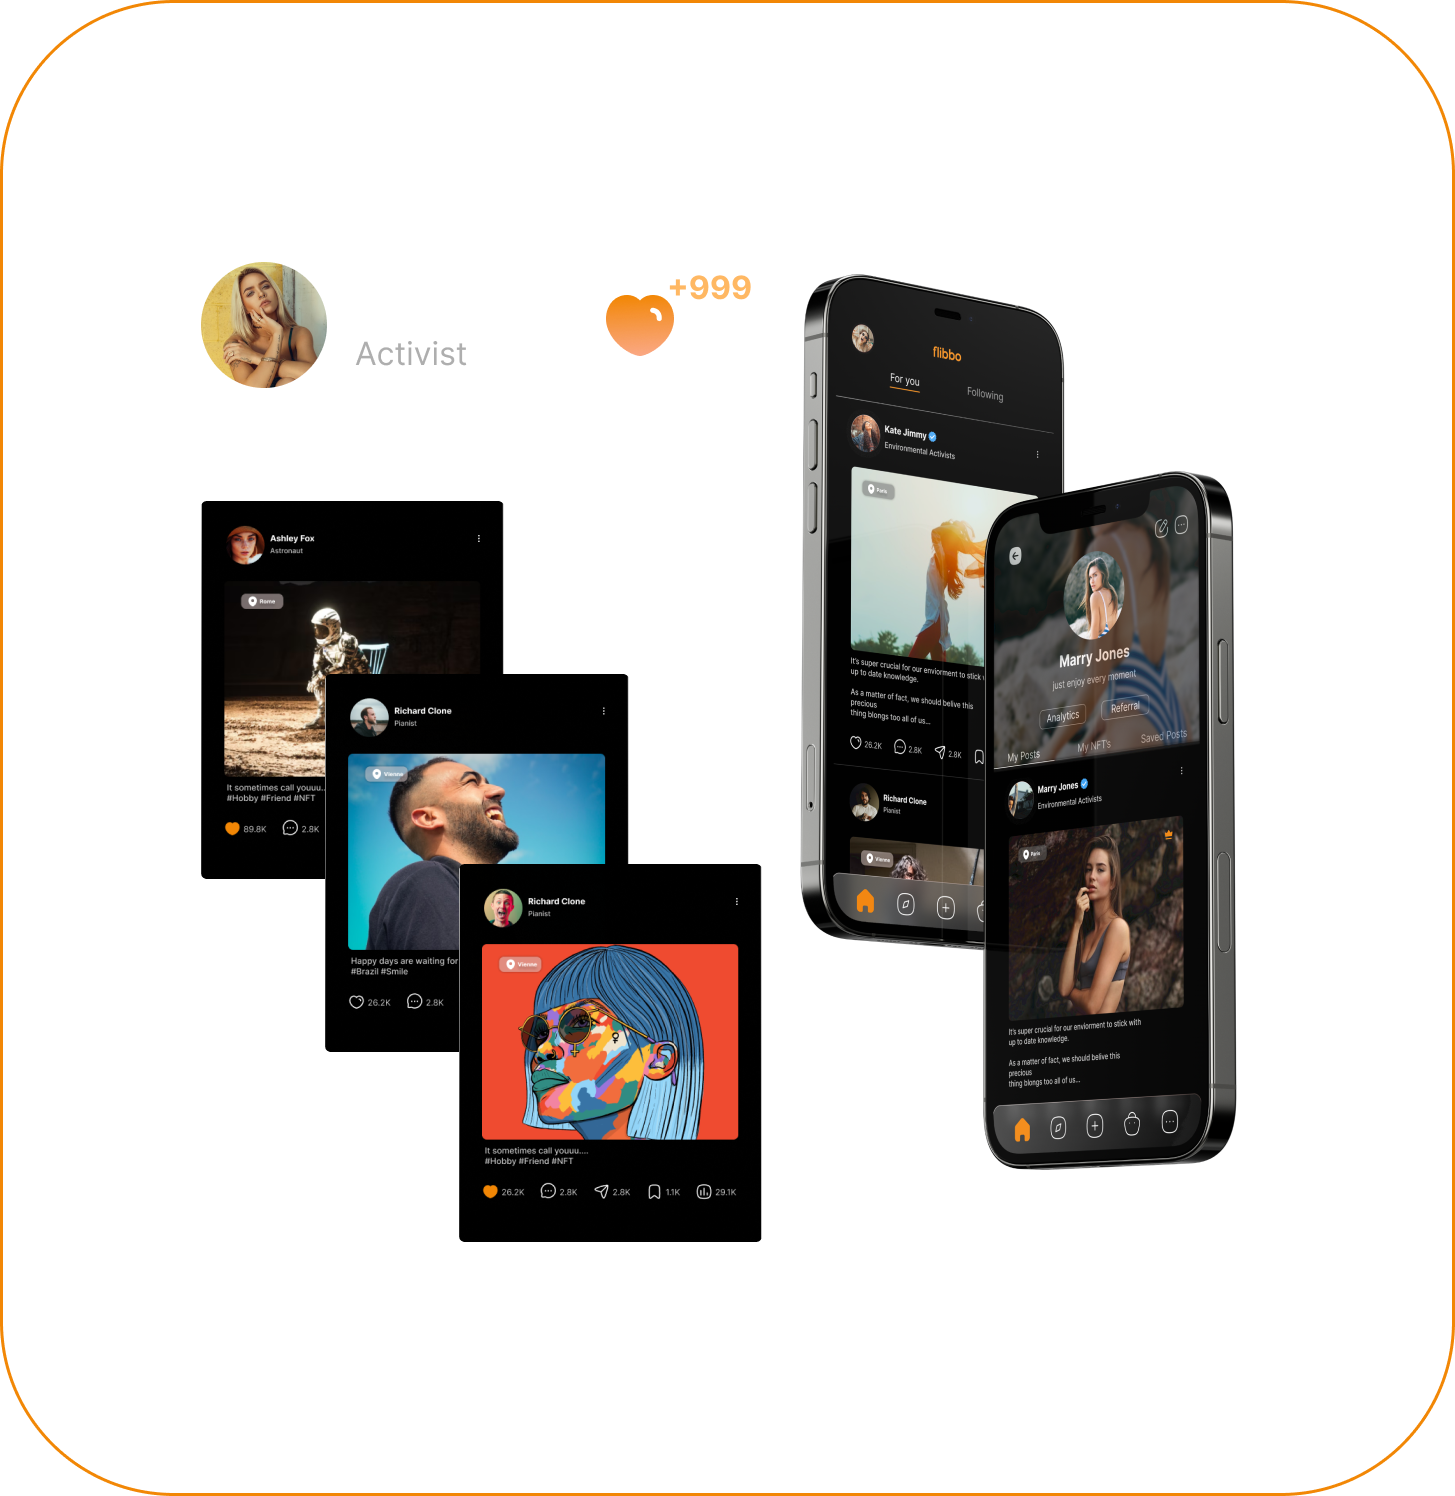 +999
Activist
Ashley Fox
Astronaut
Rome
It sometimes call youuu..
#Hobby #Friend #NFT
89.8K
2.8K
Richard Clone
Pianist
Vienne
Happy days are waiting for
#Brazil #Smile
26.2K
2.8K
Richard Clone
Pianist
Vienne
It sometimes call youuu....
#Hobby #Friend #NFT
26.2K
2.8K
2.8K
1.1K
29.1K
flibbo
For you
Following
Kate Jimmy
Environmental Activists
Paris
It's super crucial for our enviorment to stick
up to date knowledge.
As a matter of fact, we should belive this
precious
thing blongs too all of us...
26.2K
2.8K
2.8K
Richard Clone
Pianist
Vienne
Marry Jones
just enjoy every moment
Analytics
Referral
My Posts
My NFT's
Saved Posts
Marry Jones
Environmental Activists
Paris
It's super crucial for our enviorment to stick with
up to date knowledge.
As a matter of fact, we should belive this
precious
thing blongs too all of us...